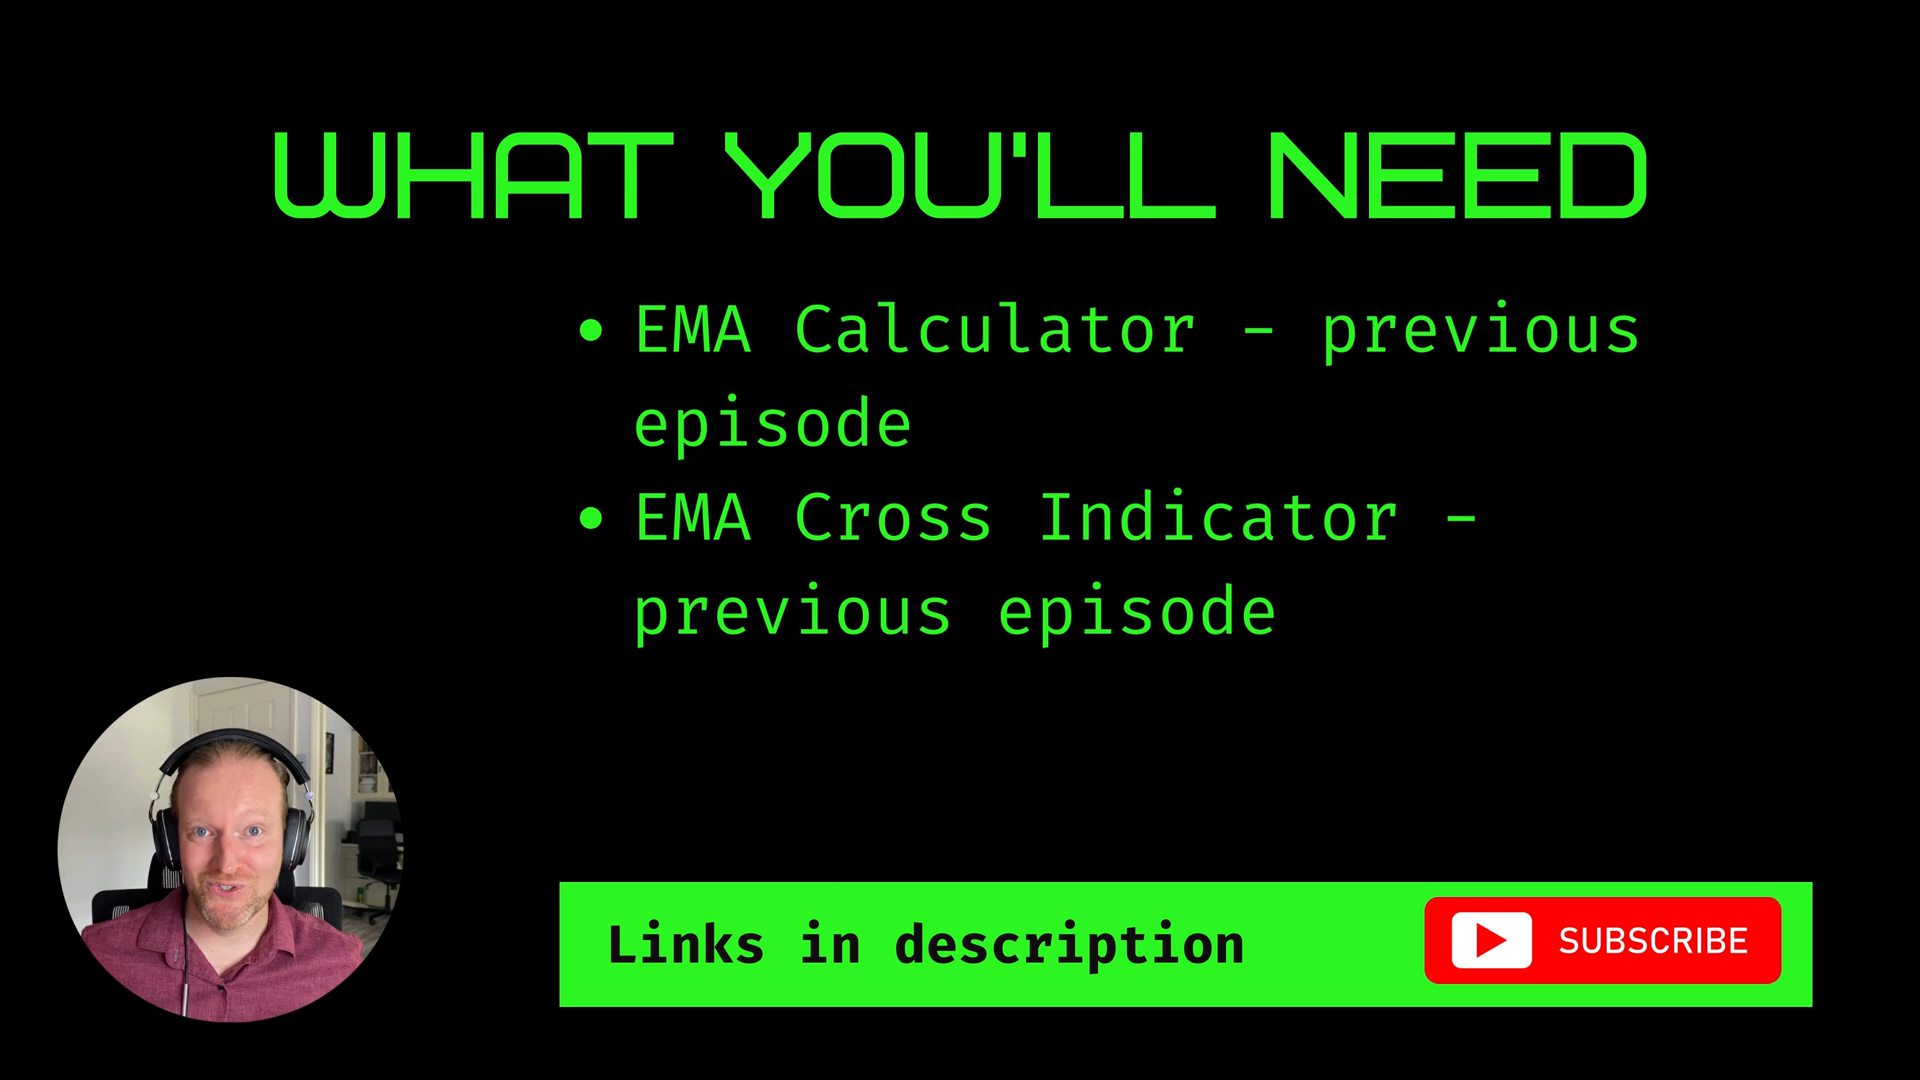 WHAT YOU'LL NEED
• EMA Calculator - previous
episode
• EMA Cross Indicator -
previous episode
Links in description
SUBSCRIBE